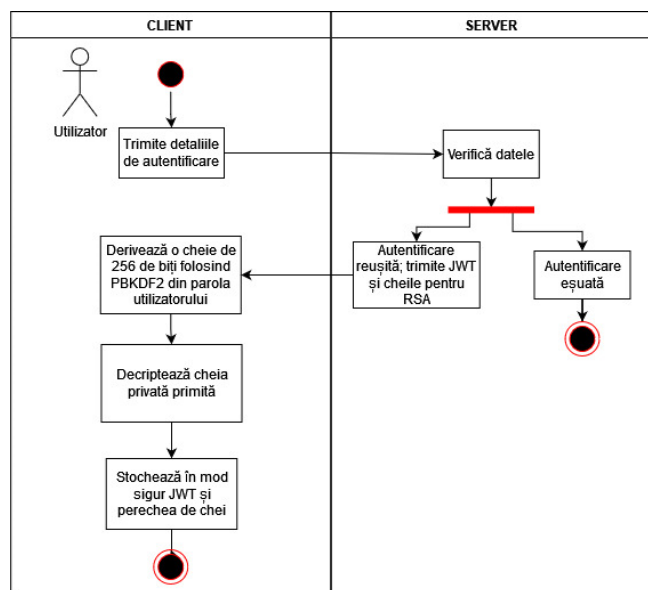 CLIENT
SERVER
Utilizator
Trimite detaliile
de autentificare
Verifică datele
Autentificare
reușită; trimite JWT
și cheile pentru
RSA
Autentificare
eșuată
Derivează o cheie de
256 de biți folosind
PBKDF2 din parola
utilizatorului
Decriptează cheia
privată primită
Stochează în mod
sigur JWT și
perechea de chei